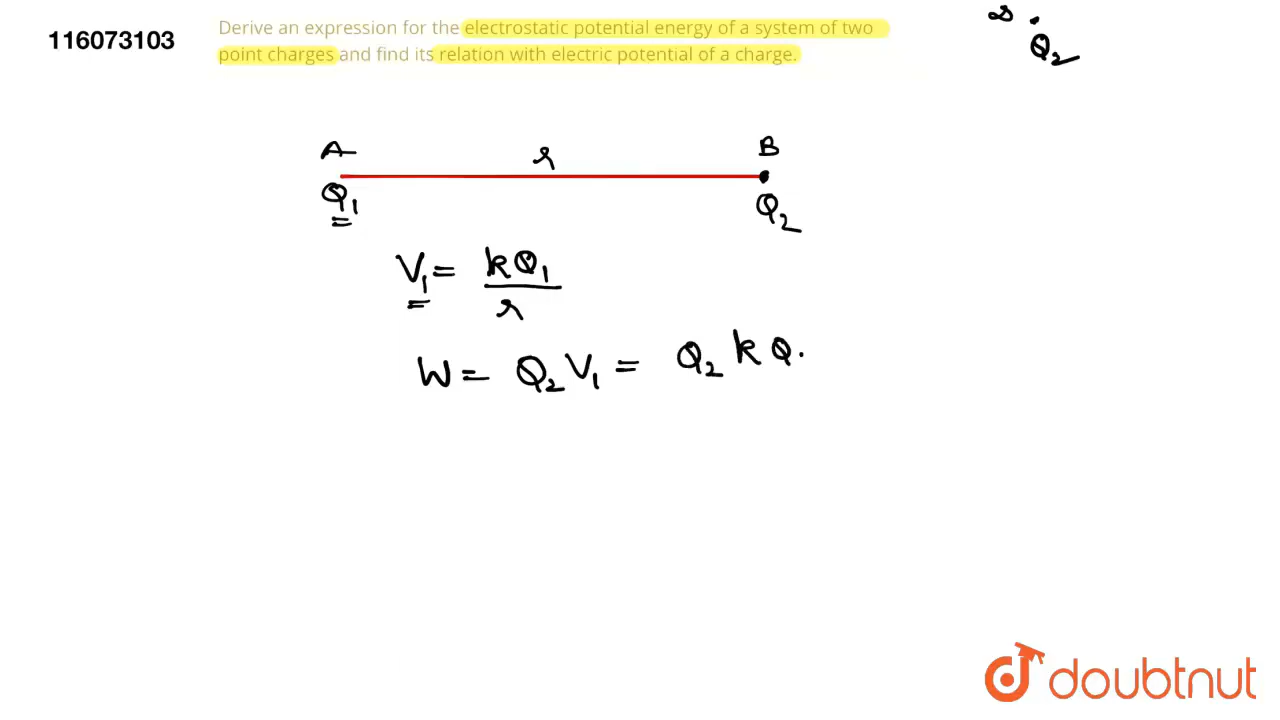 116073103
Derive an expression for the electrostatic potential energy of a system of two
point charges and find its relation with electric potential of a charge.
∞
Q₂
A r B
Q₁ Q₂
V₁ = kQ₁/r
W = Q₂V₁ = Q₂ k Q
doubtnut